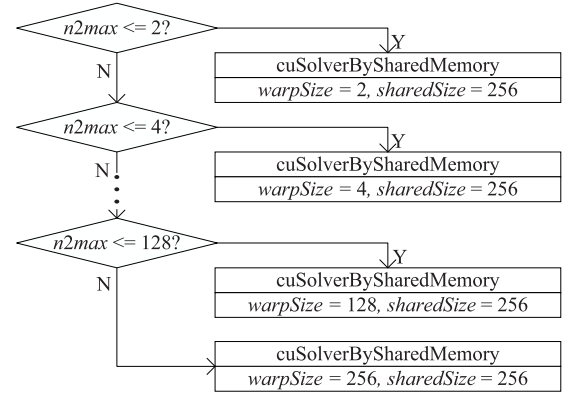 n2max <= 2?
Y
N
cuSolverBySharedMemory
warpSize = 2, sharedSize = 256
n2max <= 4?
Y
N
cuSolverBySharedMemory
warpSize = 4, sharedSize = 256
n2max <= 128?
Y
N
cuSolverBySharedMemory
warpSize = 128, sharedSize = 256
cuSolverBySharedMemory
warpSize = 256, sharedSize = 256